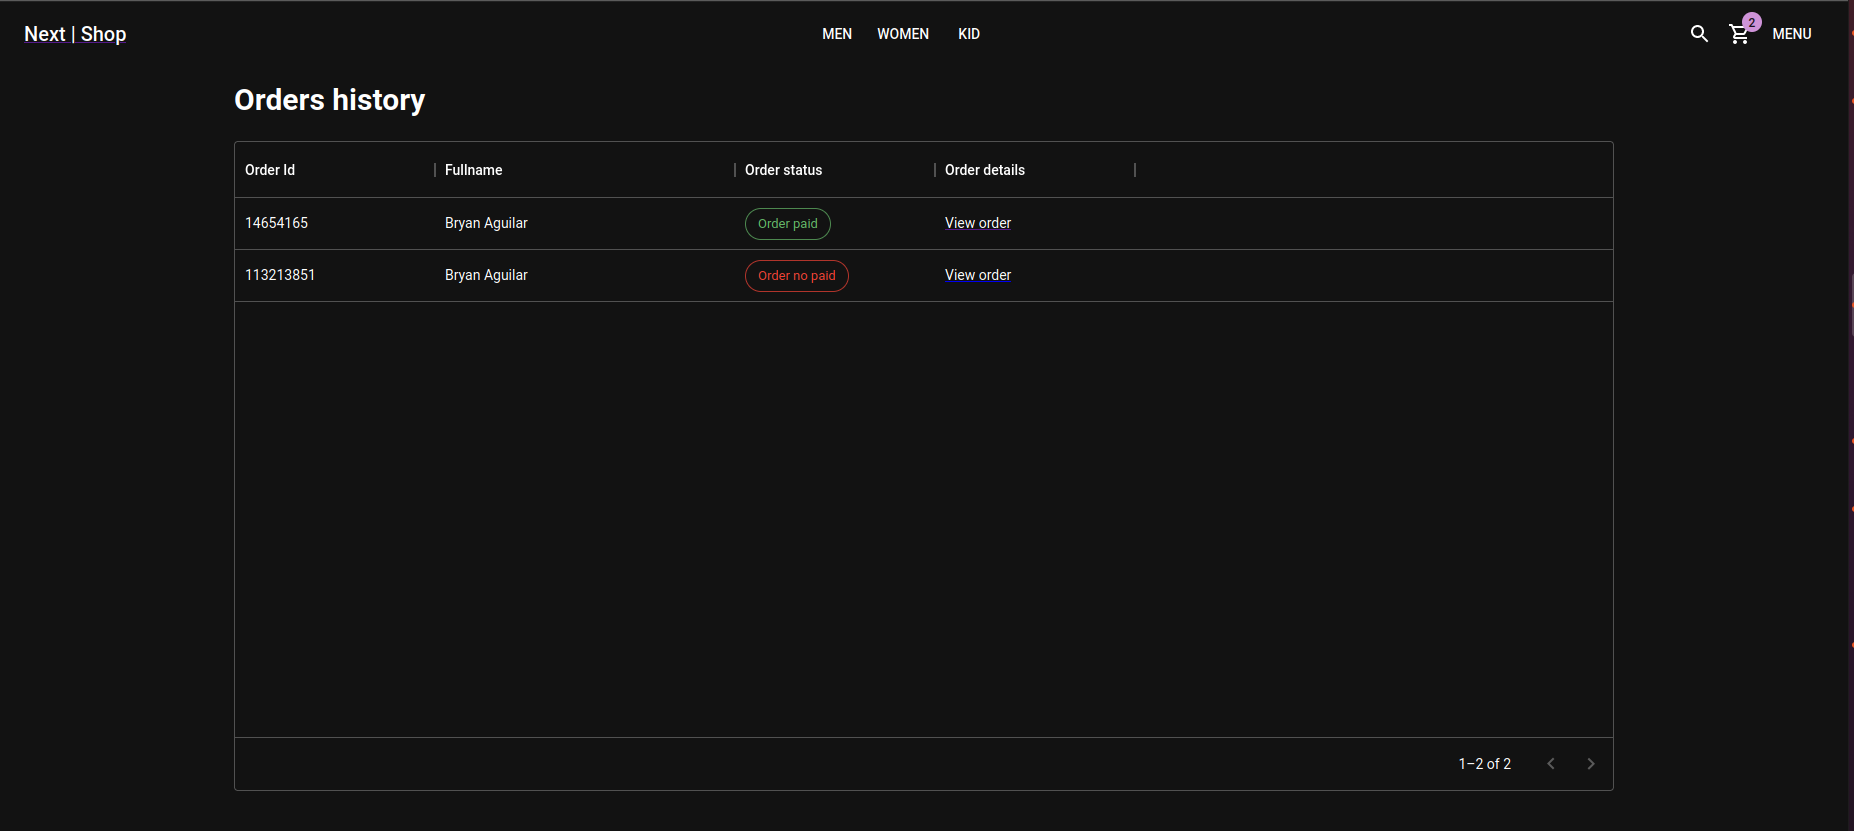 Next | Shop
MEN WOMEN KID
2
MENU
Orders history
Order Id Fullname Order status Order details
14654165 Bryan Aguilar Order paid View order
113213851 Bryan Aguilar Order no paid View order
1–2 of 2